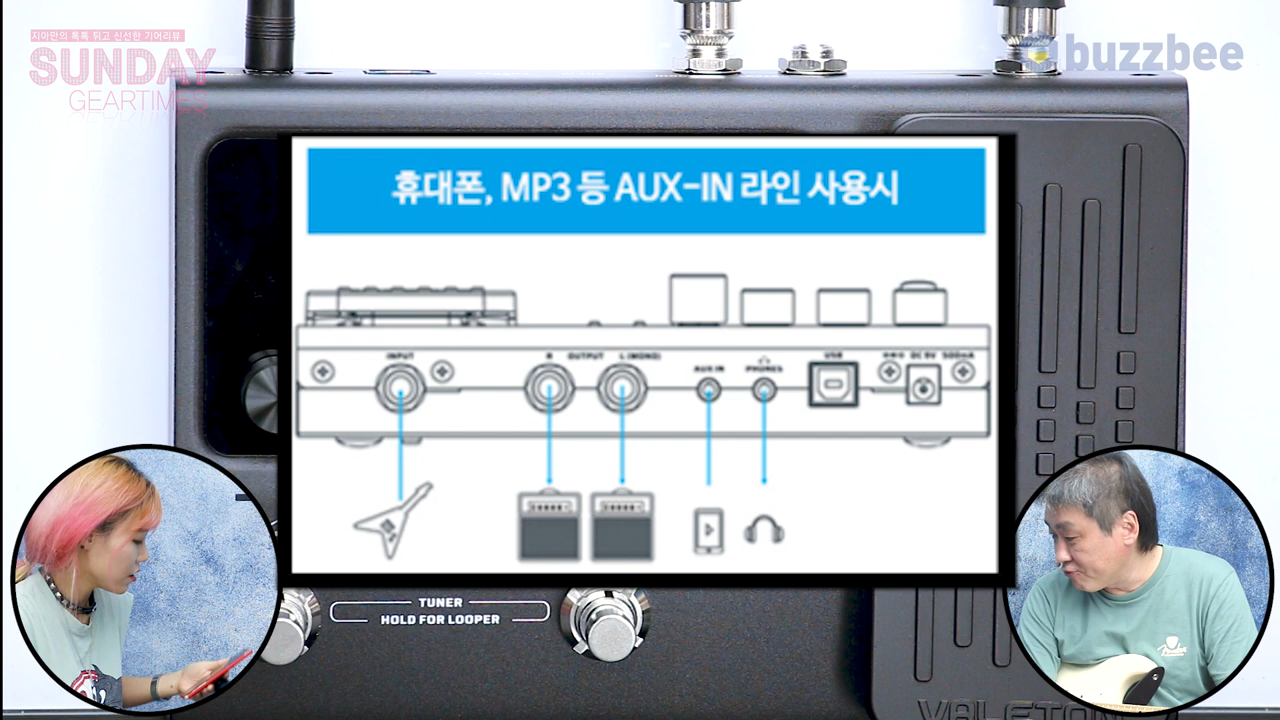 지아만의 톡톡 튀고 신선한 기어리뷰
SUNDAY
GEARTIMES
buzzbee
휴대폰, MP3 등 AUX-IN 라인 사용시
INPUT
R OUTPUT L (MONO)
AUX IN
PHONES
USB
DC 9V 500mA
TUNER
HOLD FOR LOOPER
VALETON